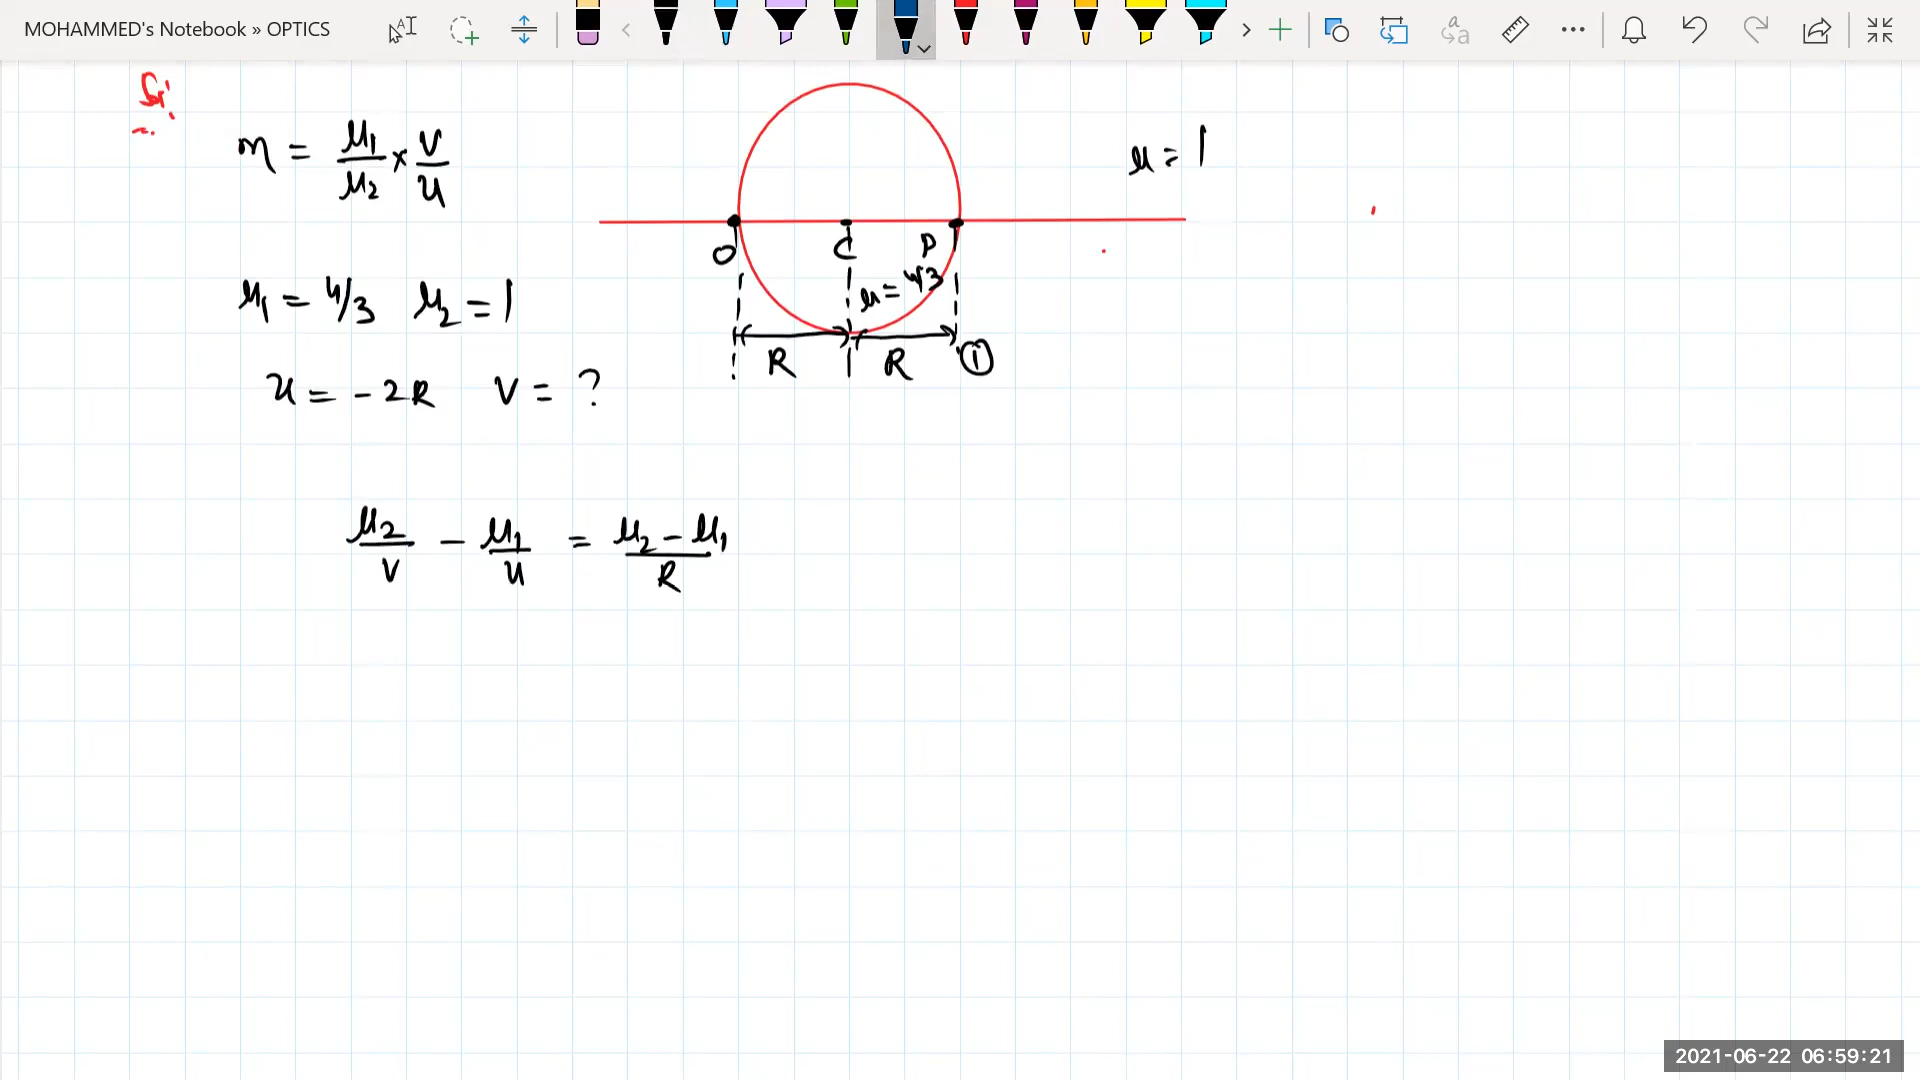 MOHAMMED's Notebook » OPTICS
m = μ1/μ2 × v/u
μ = 1
O C P
μ = 4/3
μ1 = 4/3 μ2 = 1
R R ①
u = -2R v = ?
μ2/v - μ1/u = μ2 - μ1/R
2021-06-22 06:59:21